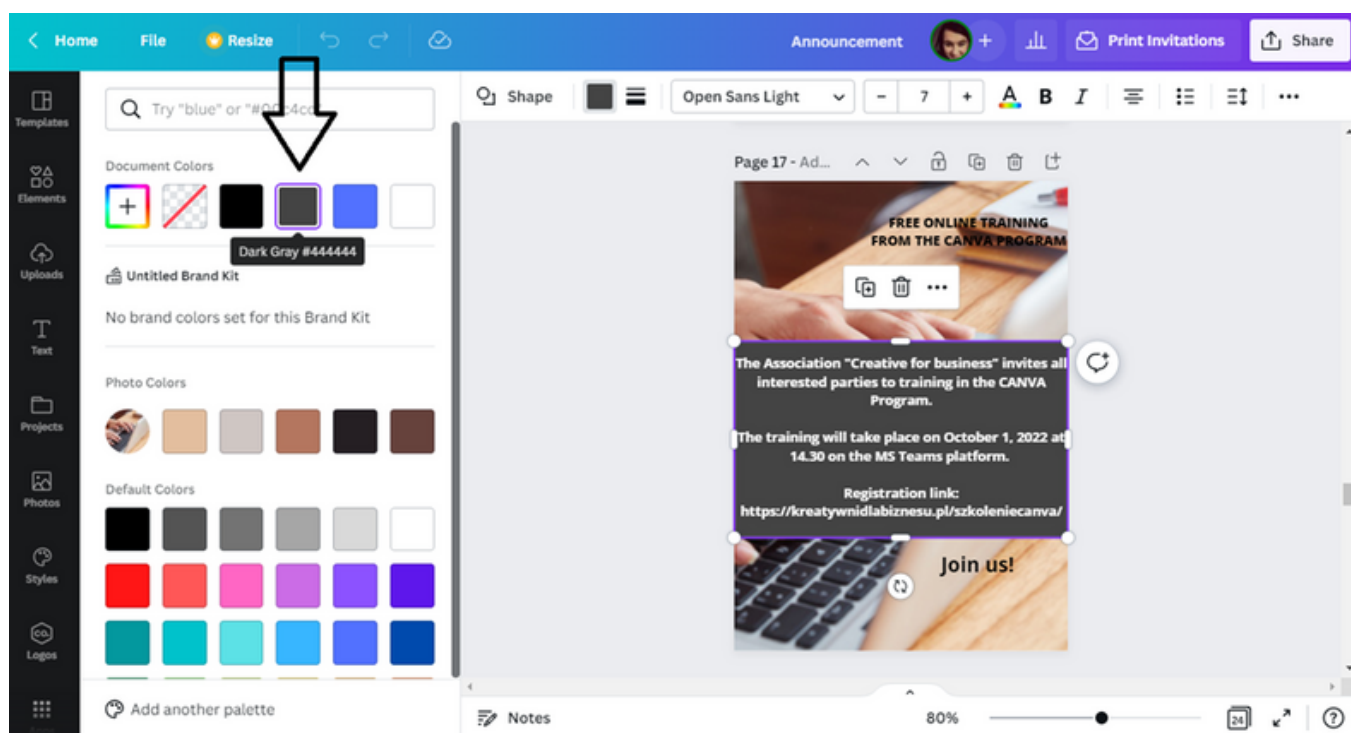 Home File Resize Announcement + Print Invitations Share
Templates
Elements
Uploads
Text
Projects
Photos
Styles
Logos
Try "blue" or "#00c4cc"
Document Colors
Dark Gray #444444
Untitled Brand Kit
No brand colors set for this Brand Kit
Photo Colors
Default Colors
Add another palette
Shape Open Sans Light - 7 + A B I
Page 17 - Ad...
FREE ONLINE TRAINING
FROM THE CANVA PROGRAM
The Association "Creative for business" invites all
interested parties to training in the CANVA
Program.
The training will take place on October 1, 2022 at
14.30 on the MS Teams platform.
Registration link:
https://kreatywnidlabiznesu.pl/szkoleniecanva/
Join us!
Notes 80% 24 ?